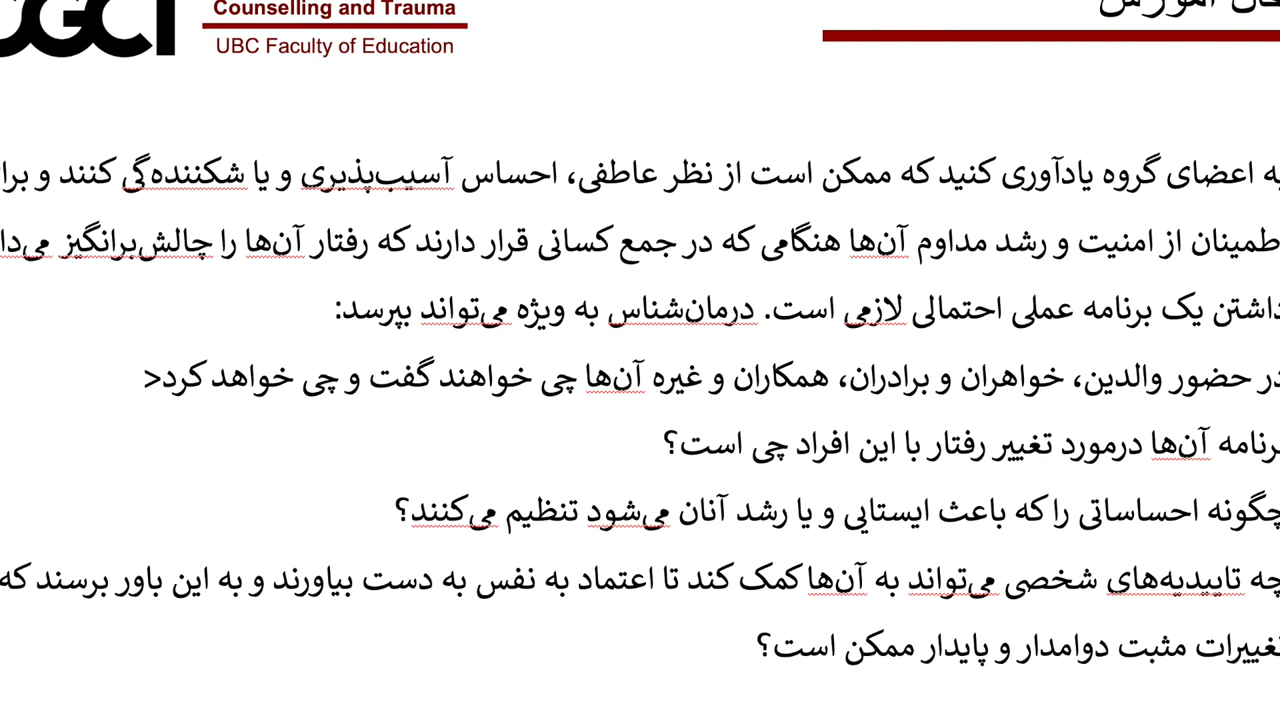 Counselling and Trauma
UBC Faculty of Education
اعضای گروه یادآوری کنید که ممکن است از نظر عاطفی، احساس آسیب‌پذیری و یا شکننده‌گی کنند و
از امنیت و رشد مداوم آن‌ها هنگامی که در جمع کسانی قرار دارند که رفتار آن‌ها را چالش‌برانگیز
داشتن یک برنامه عملی احتمالی لازمی است. درمان‌شناس به ویژه می‌تواند بپرسد:
در حضور والدین، خواهران و برادران، همکاران و غیره آن‌ها چی خواهند گفت و چی خواهد کرد<
برنامه آن‌ها درمورد تغییر رفتار با این افراد چی است؟
چگونه احساساتی را که باعث ایستایی و یا رشد آنان می‌شود تنظیم می‌کنند؟
چه تاییدیه‌های شخصی می‌تواند به آن‌ها کمک کند تا اعتماد به نفس به دست بیاورند و به این باور برسند که
تغییرات مثبت دوامدار و پایدار ممکن است؟